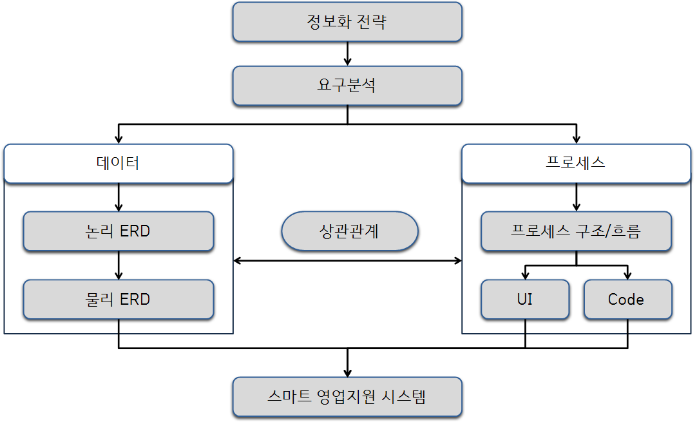 정보화 전략
요구분석
데이터
프로세스
논리 ERD
상관관계
프로세스 구조/흐름
물리 ERD
UI
Code
스마트 영업지원 시스템